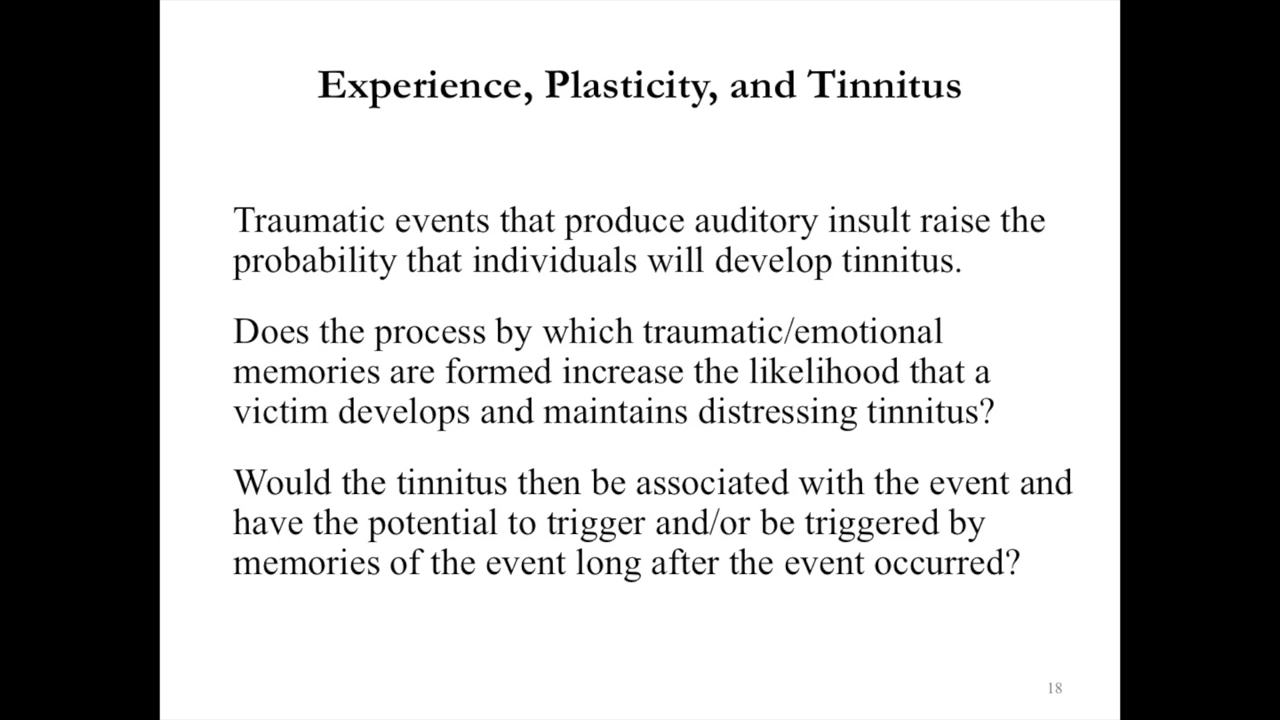 Experience, Plasticity, and Tinnitus
Traumatic events that produce auditory insult raise the
probability that individuals will develop tinnitus.
Does the process by which traumatic/emotional
memories are formed increase the likelihood that a
victim develops and maintains distressing tinnitus?
Would the tinnitus then be associated with the event and
have the potential to trigger and/or be triggered by
memories of the event long after the event occurred?
18